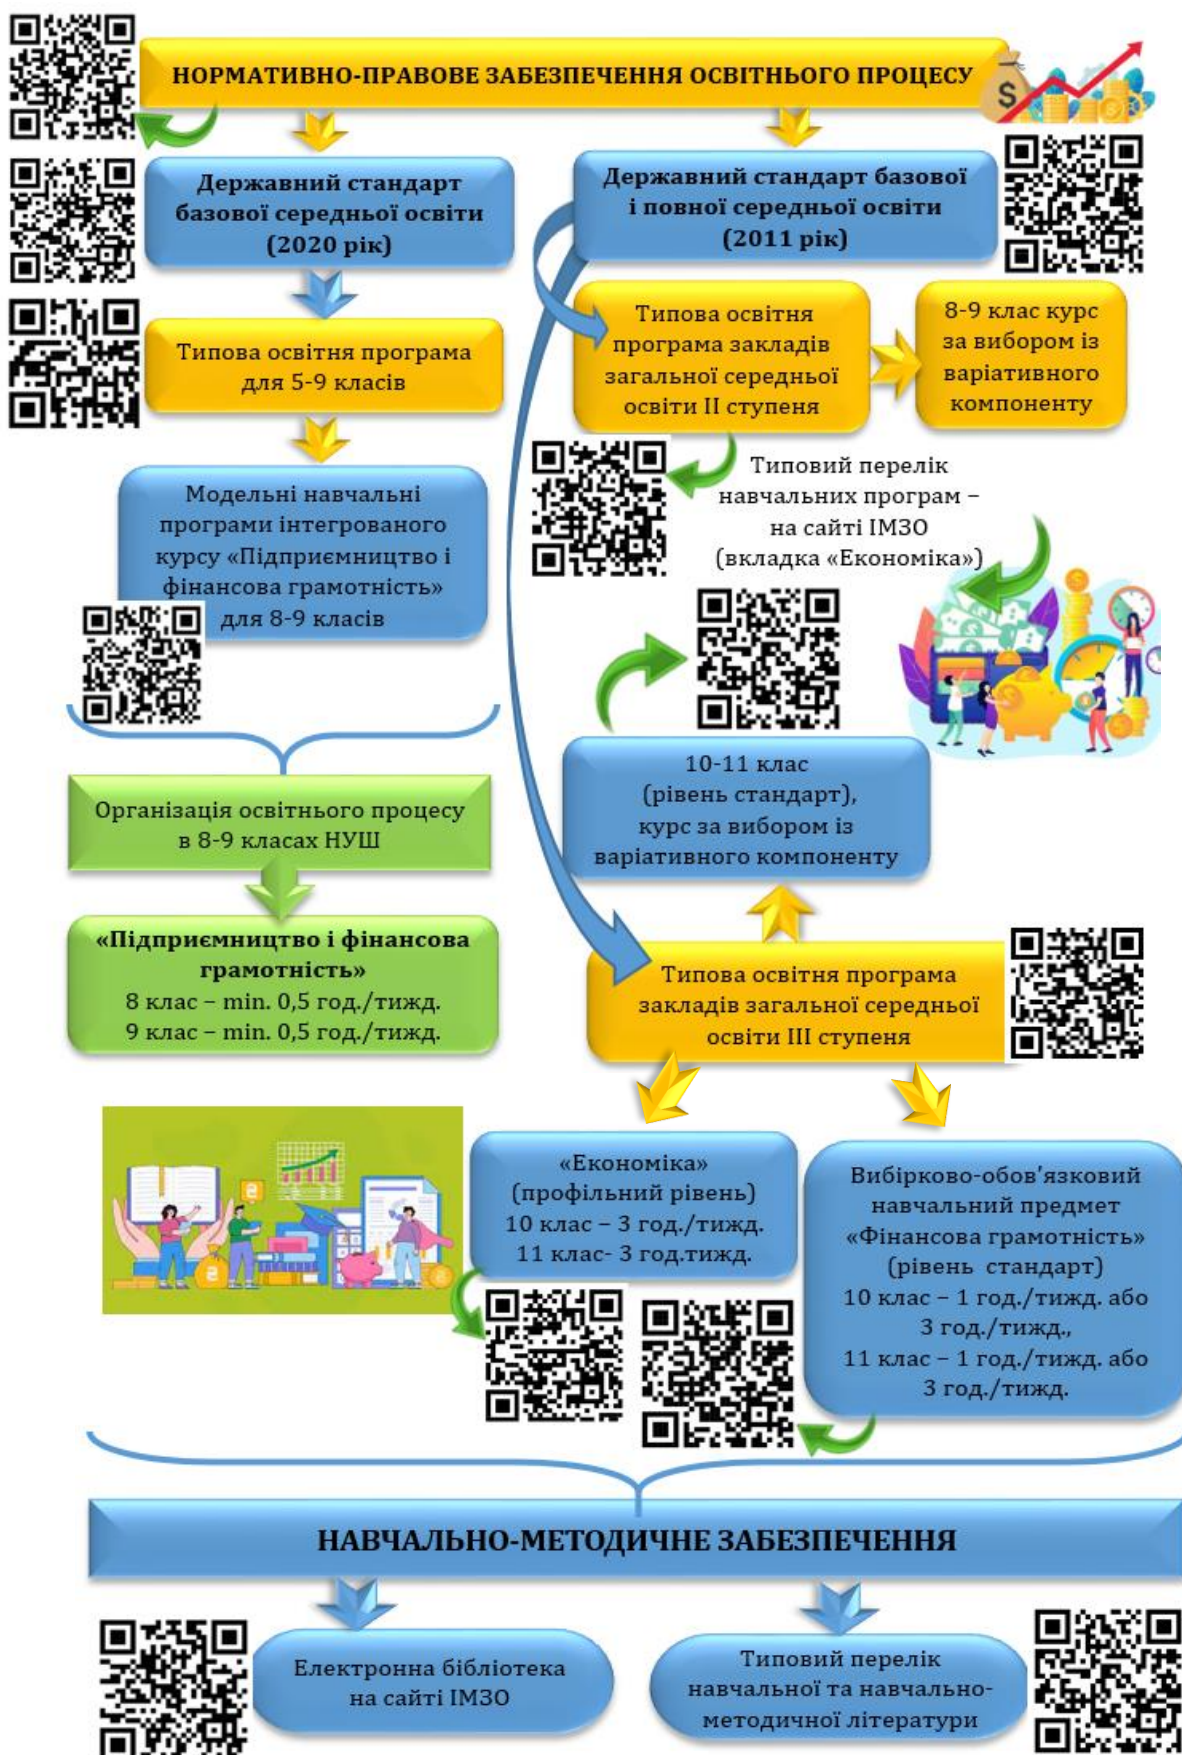 НОРМАТИВНО-ПРАВОВЕ ЗАБЕЗПЕЧЕННЯ ОСВІТНЬОГО ПРОЦЕСУ
Державний стандарт
базової середньої освіти
(2020 рік)
Державний стандарт базової
і повної середньої освіти
(2011 рік)
Типова освітня програма
для 5-9 класів
Типова освітня
програма закладів
загальної середньої
освіти ІІ ступеня
8-9 клас курс
за вибором із
варіативного
компоненту
Модельні навчальні
програми інтегрованого
курсу «Підприємництво і
фінансова грамотність»
для 8-9 класів
Типовий перелік
навчальних програм –
на сайті ІМЗО
(вкладка «Економіка»)
10-11 клас
(рівень стандарт),
курс за вибором із
варіативного компоненту
Організація освітнього процесу
в 8-9 класах НУШ
«Підприємництво і фінансова
грамотність»
8 клас – min. 0,5 год./тижд.
9 клас – min. 0,5 год./тижд.
Типова освітня програма
закладів загальної середньої
освіти ІІІ ступеня
«Економіка»
(профільний рівень)
10 клас – 3 год./тижд.
11 клас- 3 год.тижд.
Вибірково-обов’язковий
навчальний предмет
«Фінансова грамотність»
(рівень стандарт)
10 клас – 1 год./тижд. або
3 год./тижд.,
11 клас – 1 год./тижд. або
3 год./тижд.
НАВЧАЛЬНО-МЕТОДИЧНЕ ЗАБЕЗПЕЧЕННЯ
Електронна бібліотека
на сайті ІМЗО
Типовий перелік
навчальної та навчально-
методичної літератури